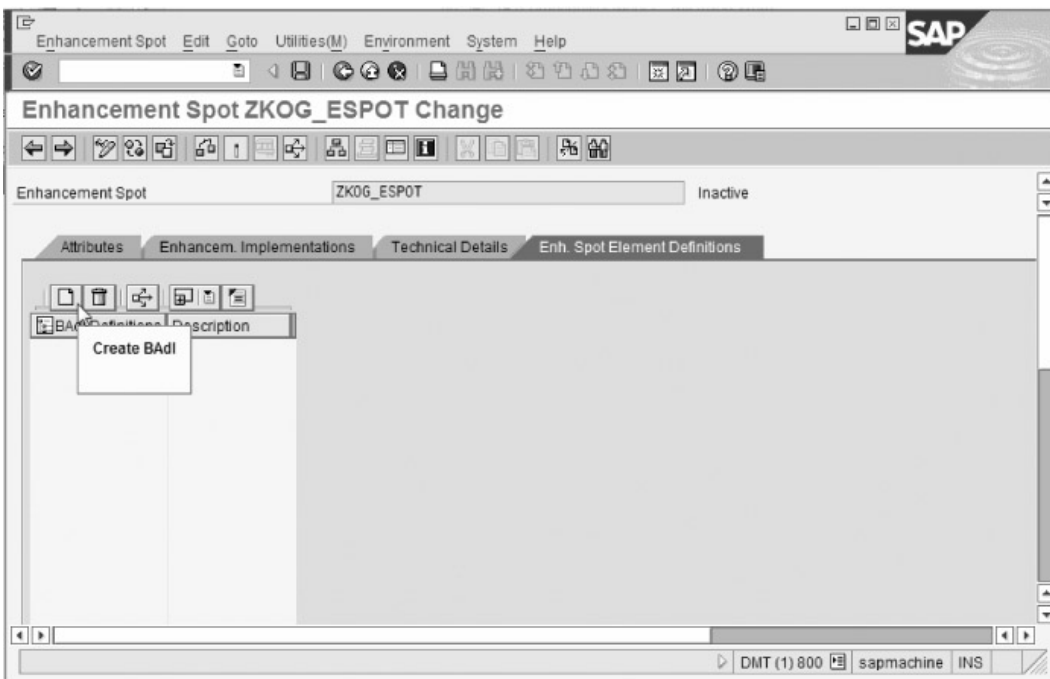 SAP
Enhancement Spot Edit Goto Utilities(M) Environment System Help
Enhancement Spot ZKOG_ESPOT Change
Enhancement Spot ZKOG_ESPOT Inactive
Attributes Enhancem. Implementations Technical Details Enh. Spot Element Definitions
BAdI Definitions Description
Create BAdI
DMT (1) 800 sapmachine INS